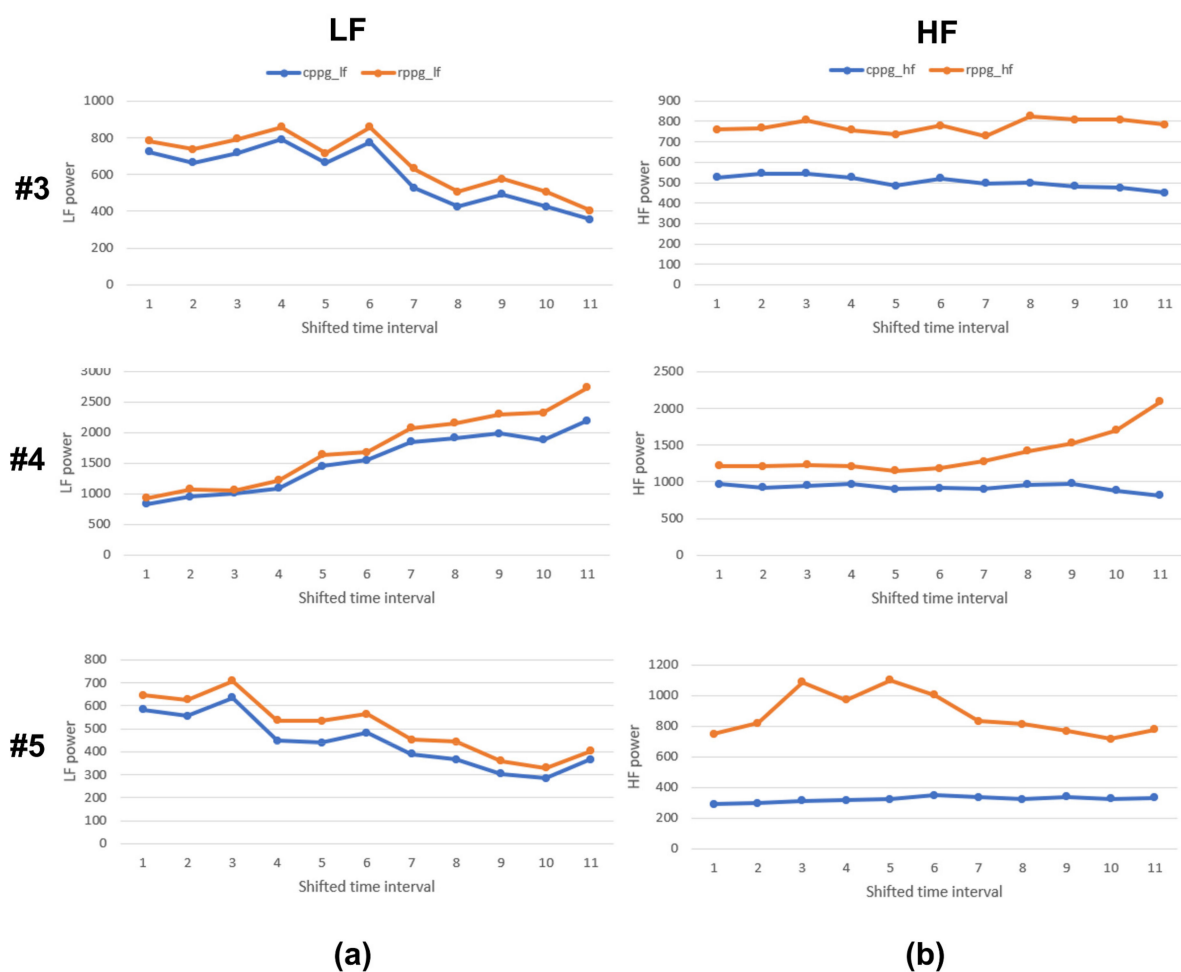 LF
HF
cppg_lf rppg_lf
cppg_hf rppg_hf
#3
LF power
1000
800
600
400
200
0
1 2 3 4 5 6 7 8 9 10 11
Shifted time interval
HF power
900
800
700
600
500
400
300
200
100
0
1 2 3 4 5 6 7 8 9 10 11
Shifted time interval
#4
LF power
3000
2500
2000
1500
1000
500
0
1 2 3 4 5 6 7 8 9 10 11
Shifted time interval
HF power
2500
2000
1500
1000
500
0
1 2 3 4 5 6 7 8 9 10 11
Shifted time interval
#5
LF power
800
700
600
500
400
300
200
100
0
1 2 3 4 5 6 7 8 9 10 11
Shifted time interval
HF power
1200
1000
800
600
400
200
0
1 2 3 4 5 6 7 8 9 10 11
Shifted time interval
(a)
(b)